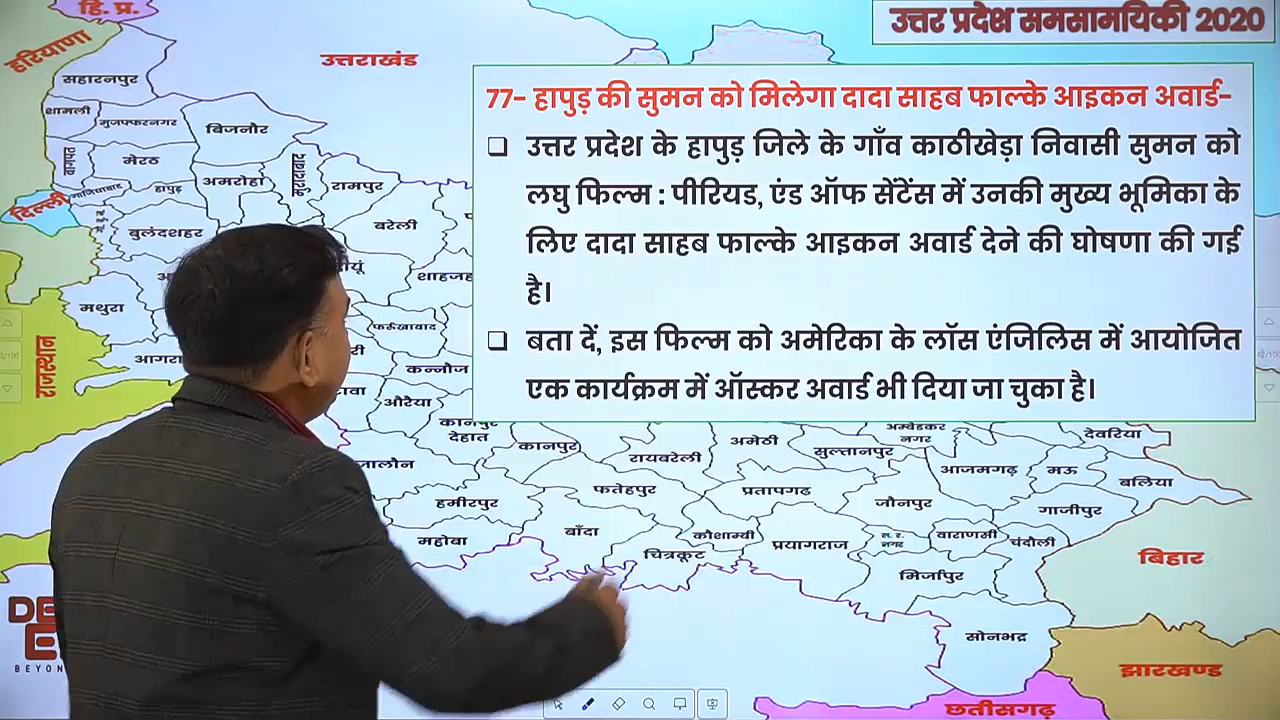 हि. प्र.
उत्तर प्रदेश समसामयिकी 2020
हरियाणा
उत्तराखंड
सहारनपुर
77- हापुड़ की सुमन को मिलेगा दादा साहब फाल्के आइकन अवार्ड-
शामली
मुजफ्फरनगर
बिजनौर
उत्तर प्रदेश के हापुड़ जिले के गाँव काठीखेड़ा निवासी सुमन को
लघु फिल्म : पीरियड, एंड ऑफ सेंटेंस में उनकी मुख्य भूमिका के
लिए दादा साहब फाल्के आइकन अवार्ड देने की घोषणा की गई
है।
बता दें, इस फिल्म को अमेरिका के लॉस एंजिलिस में आयोजित
एक कार्यक्रम में ऑस्कर अवार्ड भी दिया जा चुका है।
बागपत
मेरठ
हापुड़
अमरोहा
मुरादाबाद
रामपुर
गाजियाबाद
दिल्ली
बुलंदशहर
बरेली
शाहजह
मथुरा
फर्रुखाबाद
राजस्थान
आगरा
कन्नौज
औरैया
कानपुर
देहात
कानपुर
रायबरेली
अमेठी
सुल्तानपुर
अम्बेडकर
नगर
देवरिया
जालौन
आजमगढ़
मऊ
बलिया
हमीरपुर
फतेहपुर
प्रतापगढ़
जौनपुर
गाजीपुर
महोबा
बाँदा
चित्रकूट
कौशाम्बी
प्रयागराज
स. र.
नगर
वाराणसी
चंदौली
बिहार
मिर्जापुर
सोनभद्र
झारखण्ड
छत्तीसगढ़
DE
E
BEYON